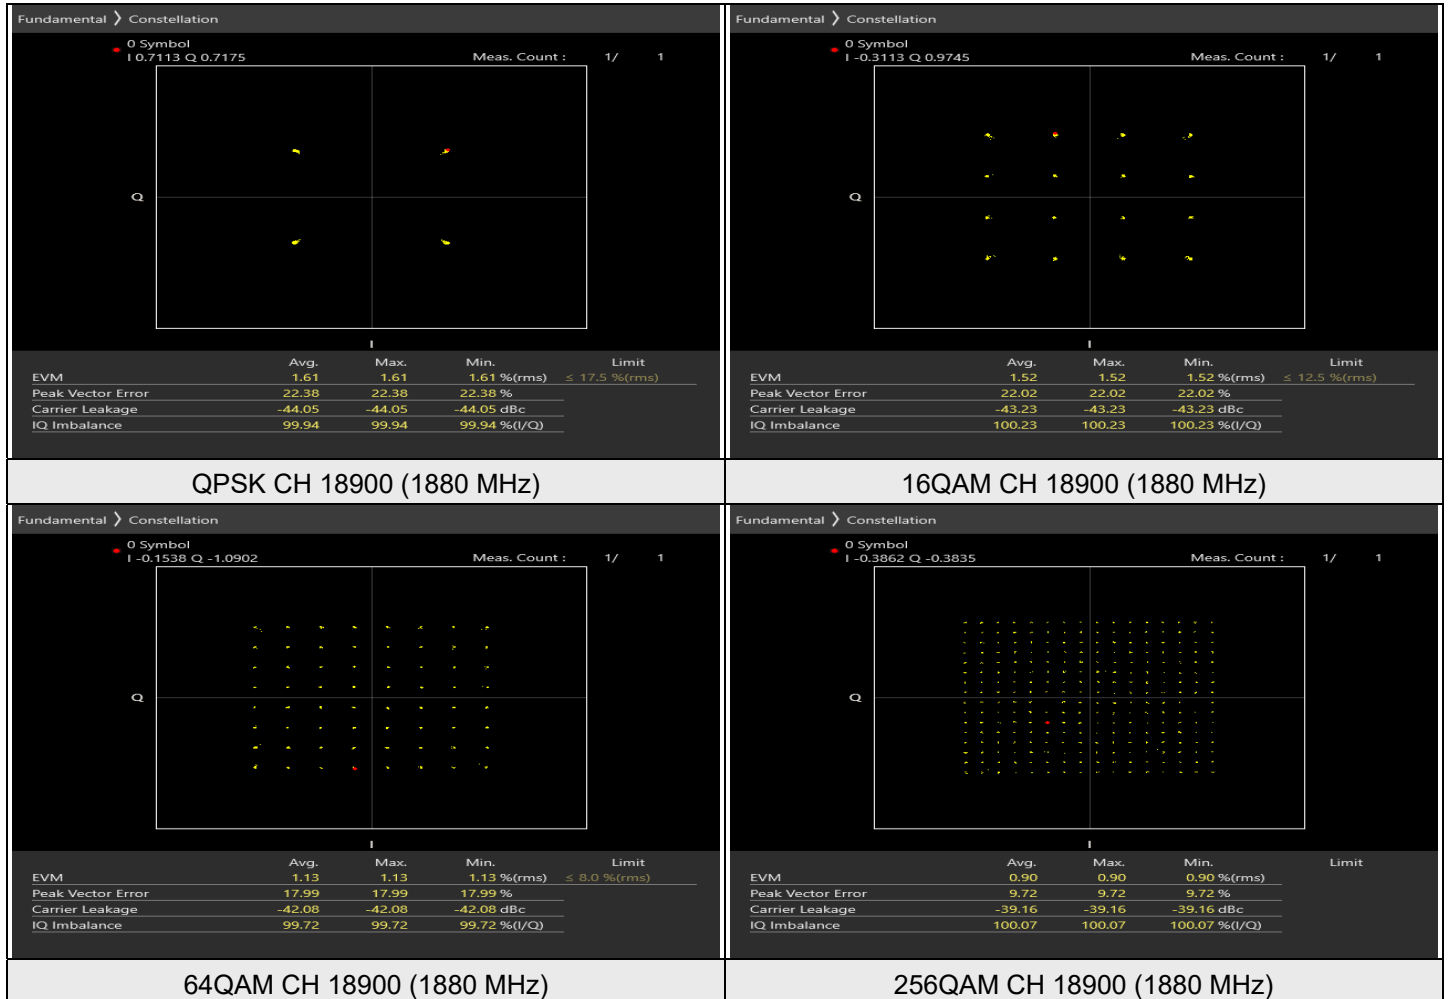 Fundamental ❯ Constellation
0 Symbol
I 0.7113 Q 0.7175 Meas. Count : 1/ 1
Q
I
Avg. Max. Min. Limit
EVM 1.61 1.61 1.61 %(rms) ≤ 17.5 %(rms)
Peak Vector Error 22.38 22.38 22.38 %
Carrier Leakage -44.05 -44.05 -44.05 dBc
IQ Imbalance 99.94 99.94 99.94 %(I/Q)
QPSK CH 18900 (1880 MHz)
Fundamental ❯ Constellation
0 Symbol
I -0.3113 Q 0.9745 Meas. Count : 1/ 1
Q
I
Avg. Max. Min. Limit
EVM 1.52 1.52 1.52 %(rms) ≤ 12.5 %(rms)
Peak Vector Error 22.02 22.02 22.02 %
Carrier Leakage -43.23 -43.23 -43.23 dBc
IQ Imbalance 100.23 100.23 100.23 %(I/Q)
16QAM CH 18900 (1880 MHz)
Fundamental ❯ Constellation
0 Symbol
I -0.1538 Q -1.0902 Meas. Count : 1/ 1
Q
I
Avg. Max. Min. Limit
EVM 1.13 1.13 1.13 %(rms) ≤ 8.0 %(rms)
Peak Vector Error 17.99 17.99 17.99 %
Carrier Leakage -42.08 -42.08 -42.08 dBc
IQ Imbalance 99.72 99.72 99.72 %(I/Q)
64QAM CH 18900 (1880 MHz)
Fundamental ❯ Constellation
0 Symbol
I -0.3862 Q -0.3835 Meas. Count : 1/ 1
Q
I
Avg. Max. Min. Limit
EVM 0.90 0.90 0.90 %(rms)
Peak Vector Error 9.72 9.72 9.72 %
Carrier Leakage -39.16 -39.16 -39.16 dBc
IQ Imbalance 100.07 100.07 100.07 %(I/Q)
256QAM CH 18900 (1880 MHz)